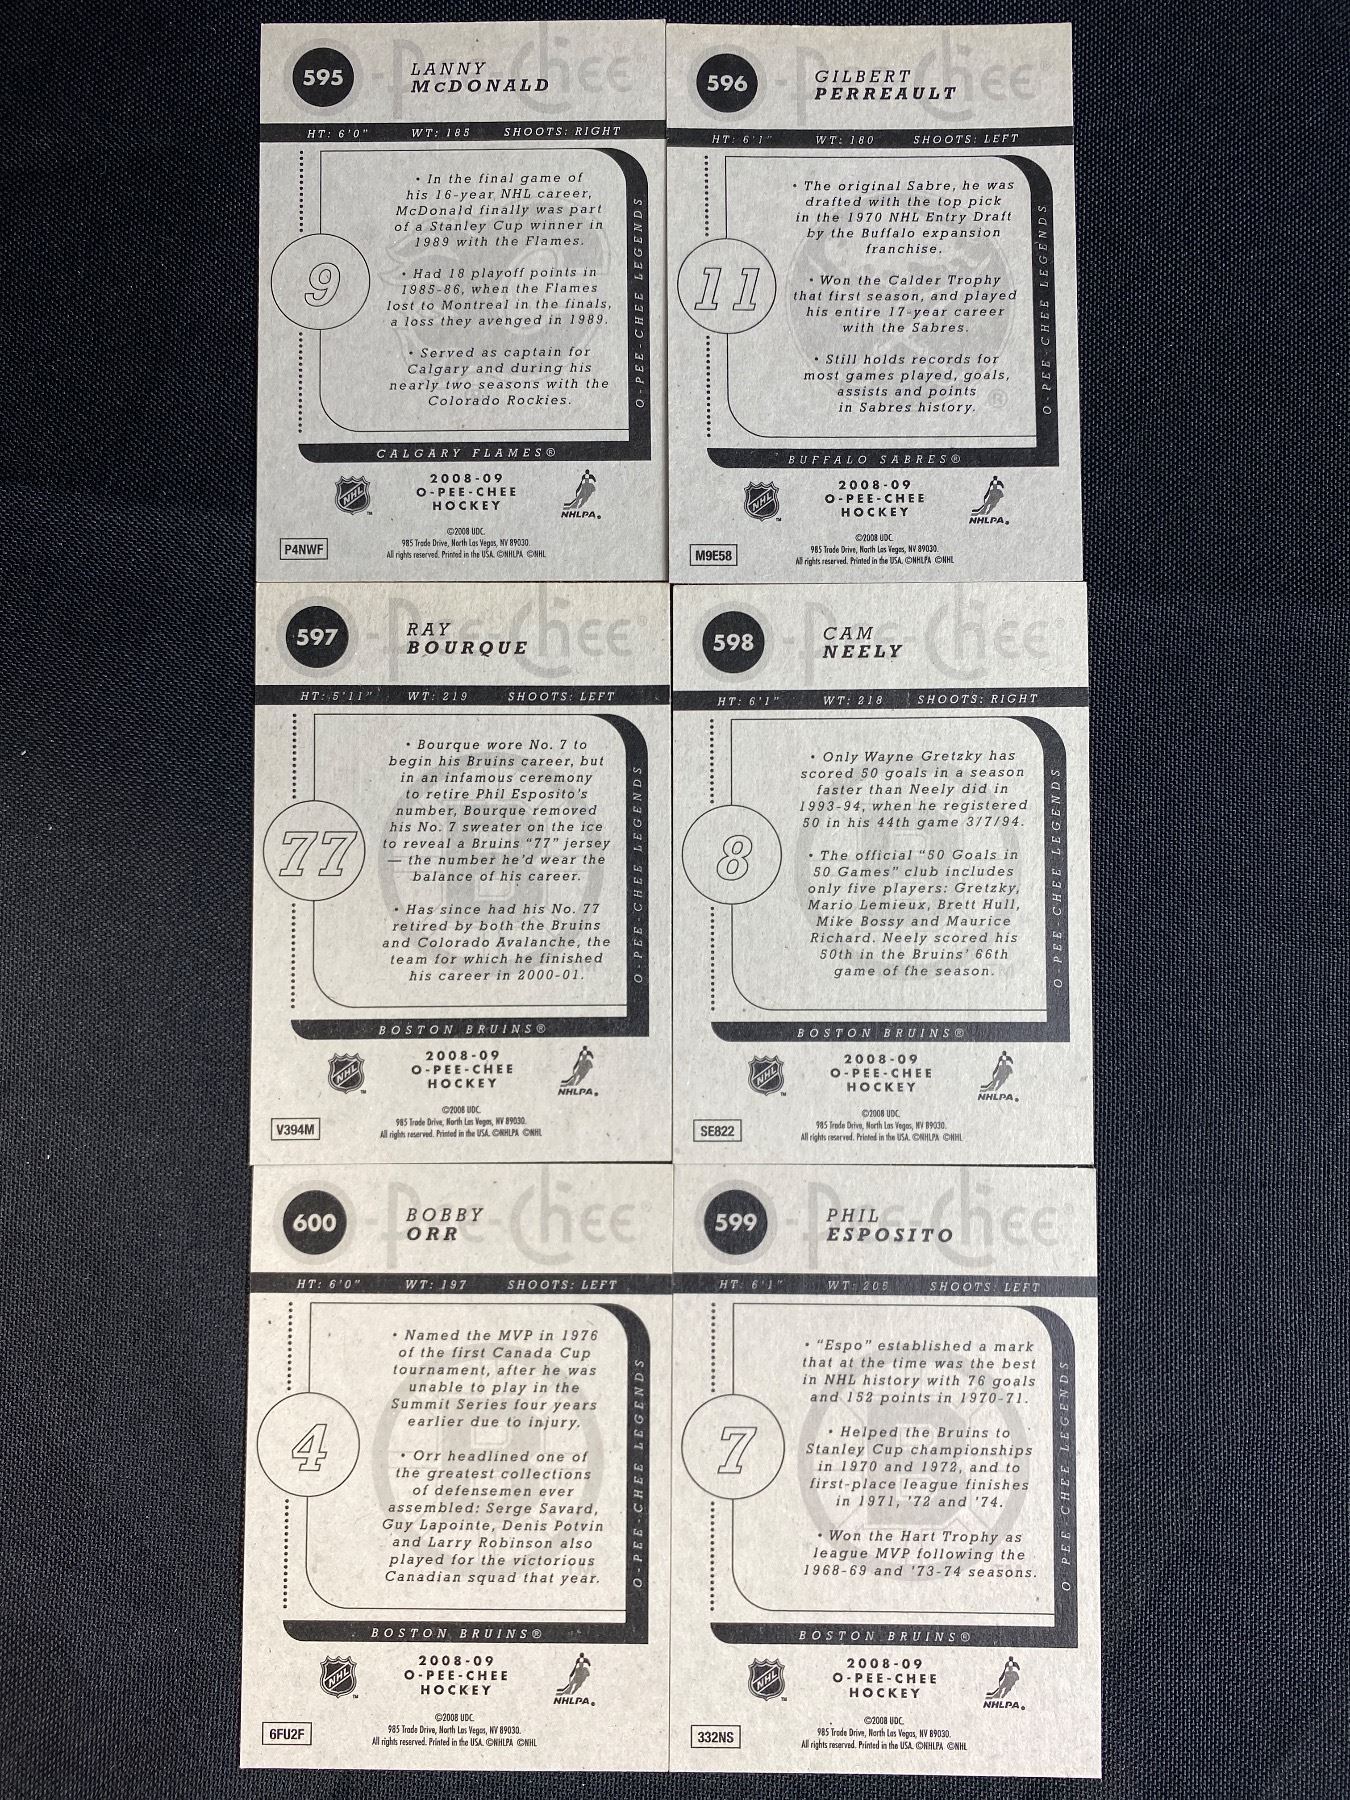 O-Pee-Chee®
595
LANNY
McDONALD
HT: 6'0" WT: 185 SHOOTS: RIGHT
• In the final game of
his 16-year NHL career,
McDonald finally was part
of a Stanley Cup winner in
1989 with the Flames.
• Had 18 playoff points in
1985-86, when the Flames
lost to Montreal in the finals,
a loss they avenged in 1989.
• Served as captain for
Calgary and during his
nearly two seasons with the
Colorado Rockies.
9
O-PEE-CHEE LEGENDS
CALGARY FLAMES®
NHL
™
2008-09
O-PEE-CHEE
HOCKEY
NHLPA®
©2008 UDC.
985 Trade Drive, North Las Vegas, NV 89030.
All rights reserved. Printed in the USA. ©NHLPA ©NHL
P4NWF
O-Pee-Chee®
596
GILBERT
PERREAULT
HT: 6'1" WT: 180 SHOOTS: LEFT
• The original Sabre, he was
drafted with the top pick
in the 1970 NHL Entry Draft
by the Buffalo expansion
franchise.
• Won the Calder Trophy
that first season, and played
his entire 17-year career
with the Sabres.
• Still holds records for
most games played, goals,
assists and points
in Sabres history.
11
O-PEE-CHEE LEGENDS
BUFFALO SABRES®
NHL
™
2008-09
O-PEE-CHEE
HOCKEY
NHLPA®
©2008 UDC.
985 Trade Drive, North Las Vegas, NV 89030.
All rights reserved. Printed in the USA. ©NHLPA ©NHL
M9E58
O-Pee-Chee®
597
RAY
BOURQUE
HT: 5'11" WT: 219 SHOOTS: LEFT
• Bourque wore No. 7 to
begin his Bruins career, but
in an infamous ceremony
to retire Phil Esposito's
number, Bourque removed
his No. 7 sweater on the ice
to reveal a Bruins "77" jersey
— the number he'd wear the
balance of his career.
• Has since had his No. 77
retired by both the Bruins
and Colorado Avalanche, the
team for which he finished
his career in 2000-01.
77
O-PEE-CHEE LEGENDS
BOSTON BRUINS®
NHL
™
2008-09
O-PEE-CHEE
HOCKEY
NHLPA®
©2008 UDC.
985 Trade Drive, North Las Vegas, NV 89030.
All rights reserved. Printed in the USA. ©NHLPA ©NHL
V394M
O-Pee-Chee®
598
CAM
NEELY
HT: 6'1" WT: 218 SHOOTS: RIGHT
• Only Wayne Gretzky has
scored 50 goals in a season
faster than Neely did in
1993-94, when he registered
50 in his 44th game 3/7/94.
• The official "50 Goals in
50 Games" club includes
only five players: Gretzky,
Mario Lemieux, Brett Hull,
Mike Bossy and Maurice
Richard. Neely scored his
50th in the Bruins' 66th
game of fhe season.
8
O-PEE-CHEE LEGENDS
BOSTON BRUINS®
NHL
™
2008-09
O-PEE-CHEE
HOCKEY
NHLPA®
©2008 UDC.
985 Trade Drive, North Las Vegas, NV 89030.
All rights reserved. Printed in the USA. ©NHLPA ©NHL
SE822
O-Pee-Chee®
600
BOBBY
ORR
HT: 6'0" WT: 197 SHOOTS: LEFT
• Named the MVP in 1976
of the first Canada Cup
tournament, after he was
unable to play in the
Summit Series four years
earlier due to injury.
• Orr headlined one of
the greatest collections
of defensemen ever
assembled: Serge Savard,
Guy Lapointe, Denis Potvin
and Larry Robinson also
played for the victorious
Canadian squad that year.
4
O-PEE-CHEE LEGENDS
BOSTON BRUINS®
NHL
™
2008-09
O-PEE-CHEE
HOCKEY
NHLPA®
©2008 UDC.
985 Trade Drive, North Las Vegas, NV 89030.
All rights reserved. Printed in the USA. ©NHLPA ©NHL
6FU2F
O-Pee-Chee®
599
PHIL
ESPOSITO
HT: 6'1" WT: 205 SHOOTS: LEFT
• "Espo" established a mark
that at the time was the best
in NHL history with 76 goals
and 152 points in 1970-71.
• Helped the Bruins to
Stanley Cup championships
in 1970 and 1972, and to
first-place league finishes
in 1971, '72 and '74.
• Won the Hart Trophy as
league MVP following the
1968-69 and '73-74 seasons.
7
O-PEE-CHEE LEGENDS
BOSTON BRUINS®
NHL
™
2008-09
O-PEE-CHEE
HOCKEY
NHLPA®
©2008 UDC.
985 Trade Drive, North Las Vegas, NV 89030.
All rights reserved. Printed in the USA. ©NHLPA ©NHL
332NS